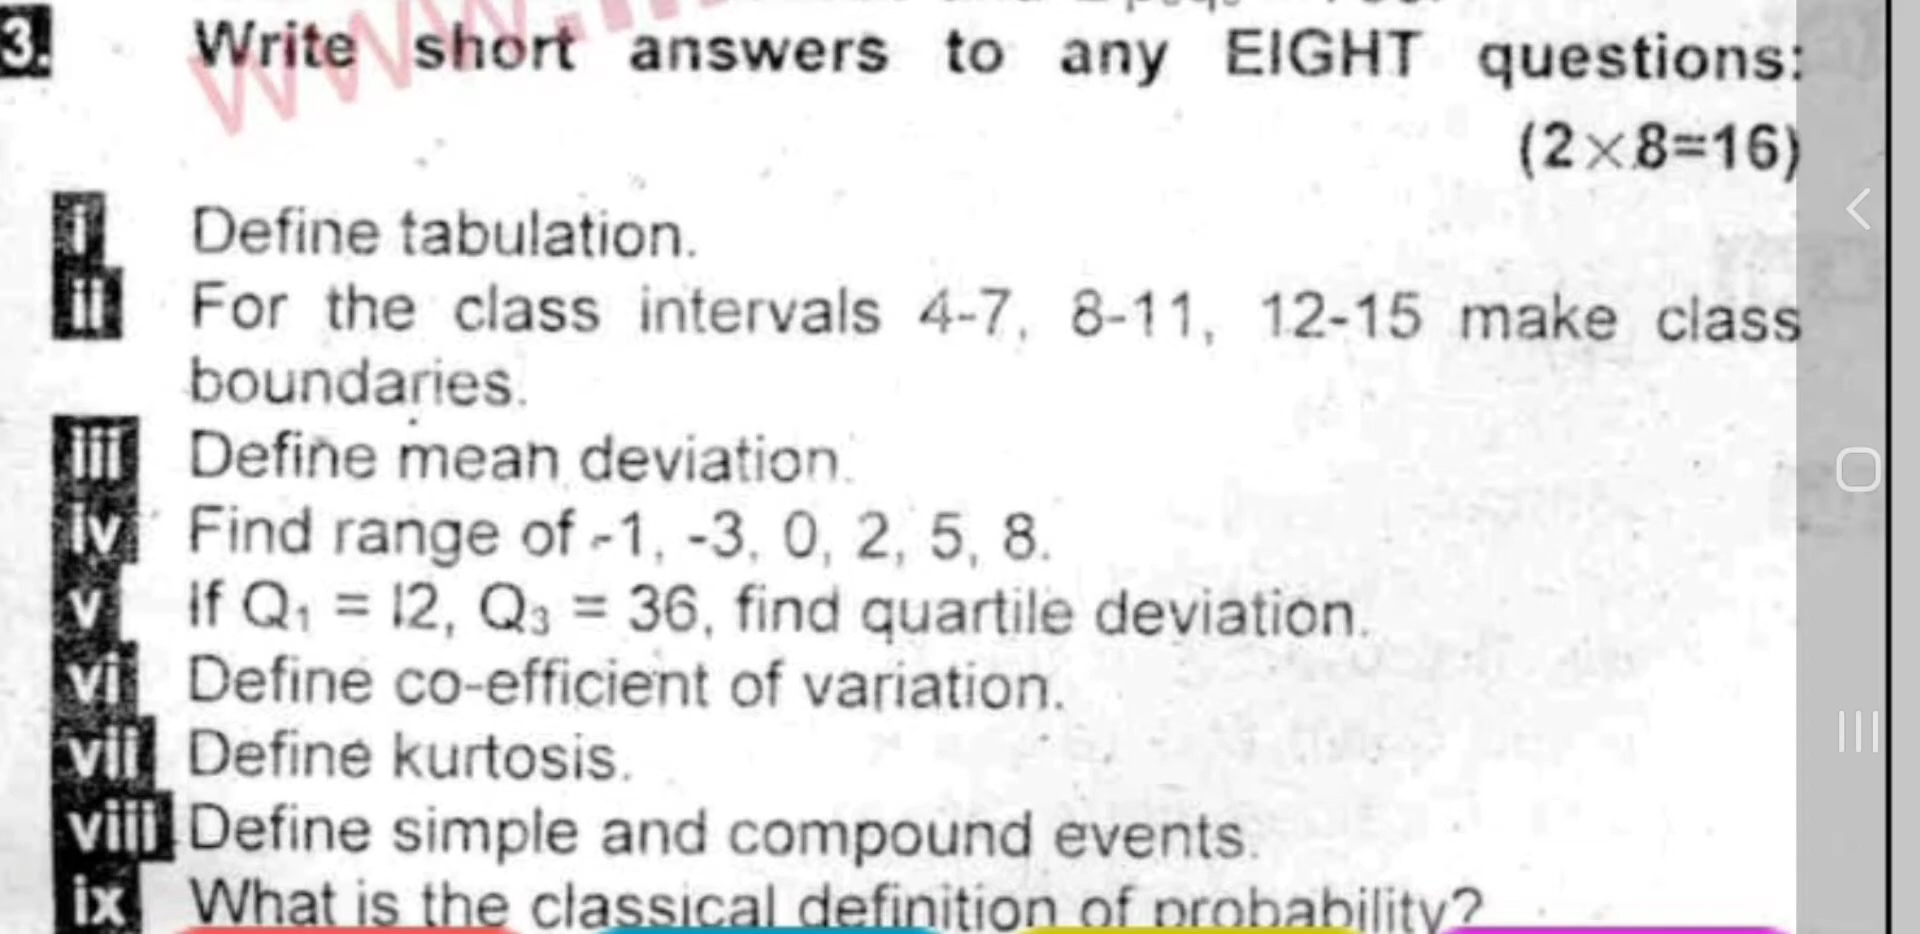 3. Write short answers to any EIGHT questions:
(2×8=16)
i Define tabulation.
ii For the class intervals 4-7, 8-11, 12-15 make class
boundaries.
iii Define mean deviation.
iv Find range of -1, -3, 0, 2, 5, 8.
v If Q₁ = 12, Q₃ = 36, find quartile deviation.
vi Define co-efficient of variation.
vii Define kurtosis.
viii Define simple and compound events.
ix What is the classical definition of probability?